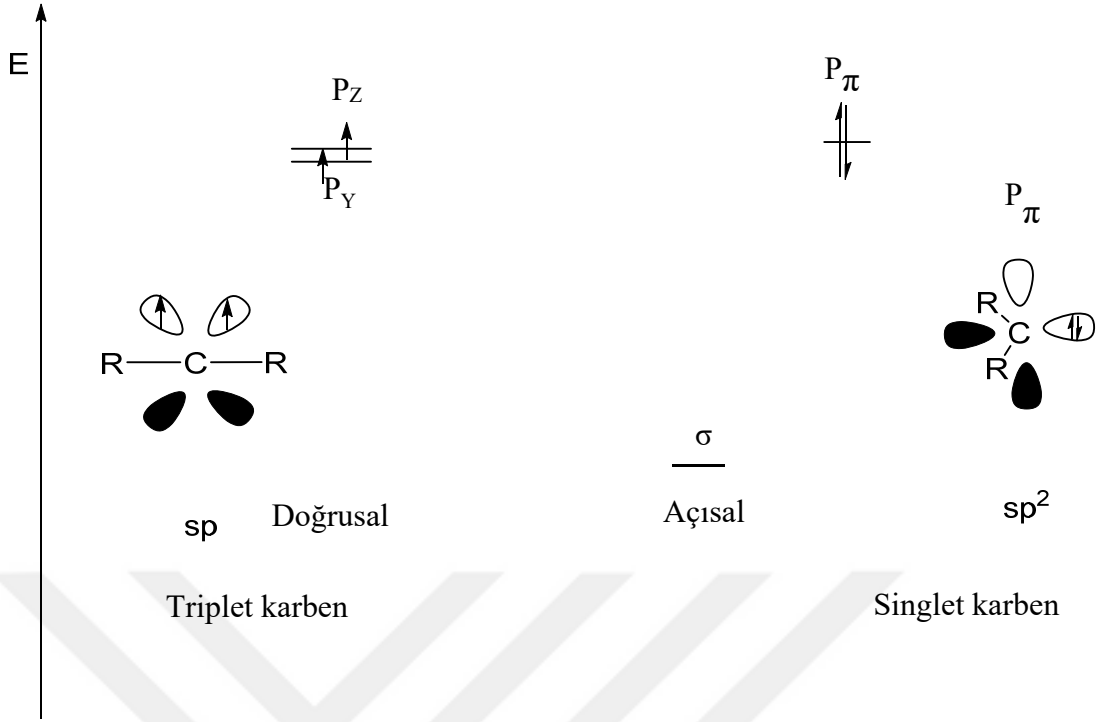 E
P_Z
P_Y
P_π
P_π
R C R
R C R
σ
sp Doğrusal Açısal sp²
Triplet karben Singlet karben